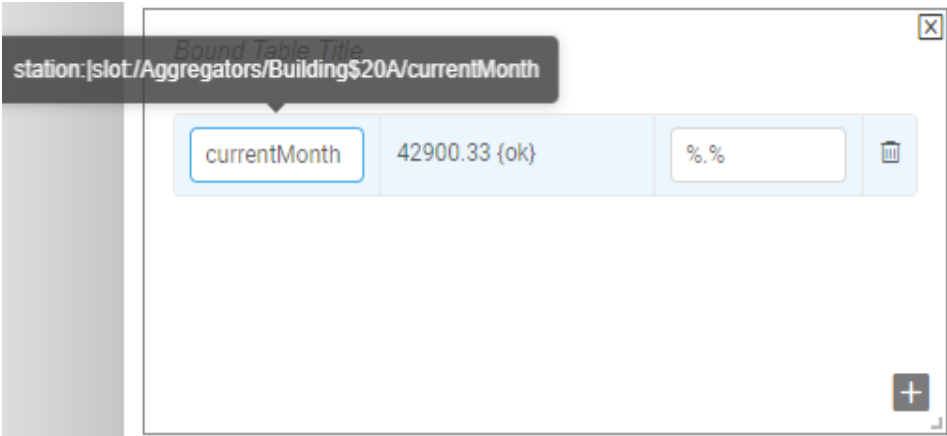 Bound Table Title
station:|slot:/Aggregators/Building$20A/currentMonth
currentMonth 42900.33 {ok} %.%
X
+